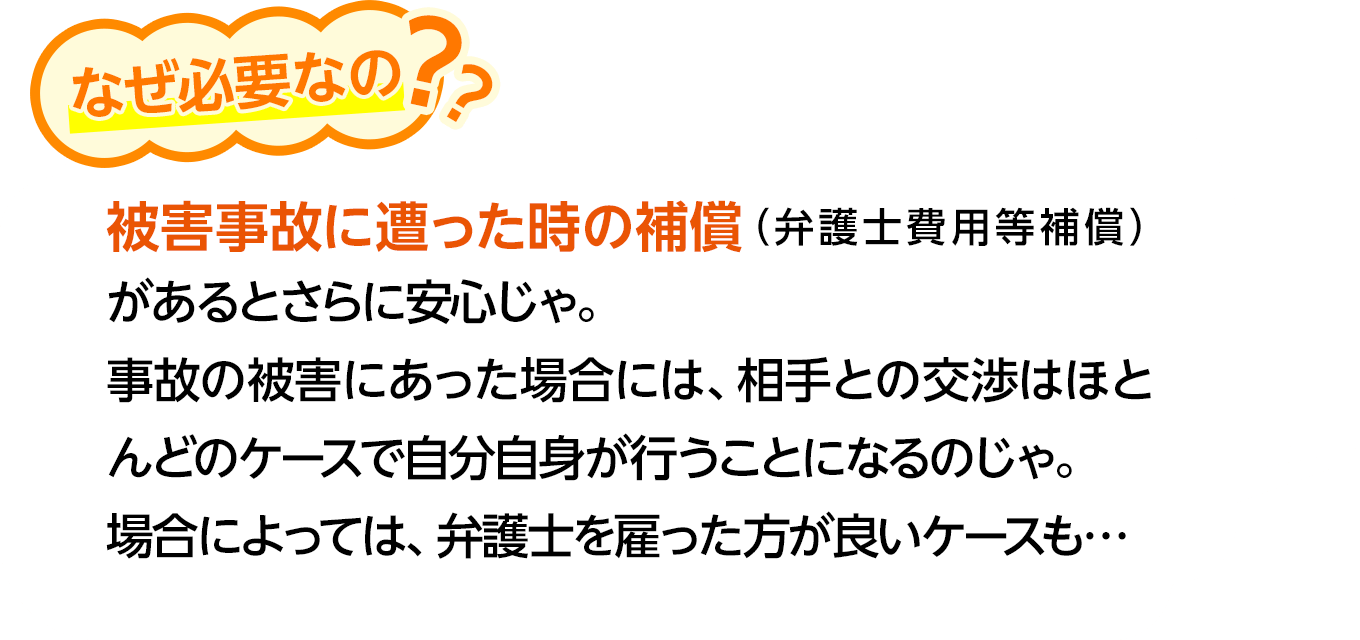 なぜ必要なの??
被害事故に遭った時の補償（弁護士費用等補償）
があるとさらに安心じゃ。
事故の被害にあった場合には、相手との交渉はほと
んどのケースで自分自身が行うことになるのじゃ。
場合によっては、弁護士を雇った方が良いケースも…